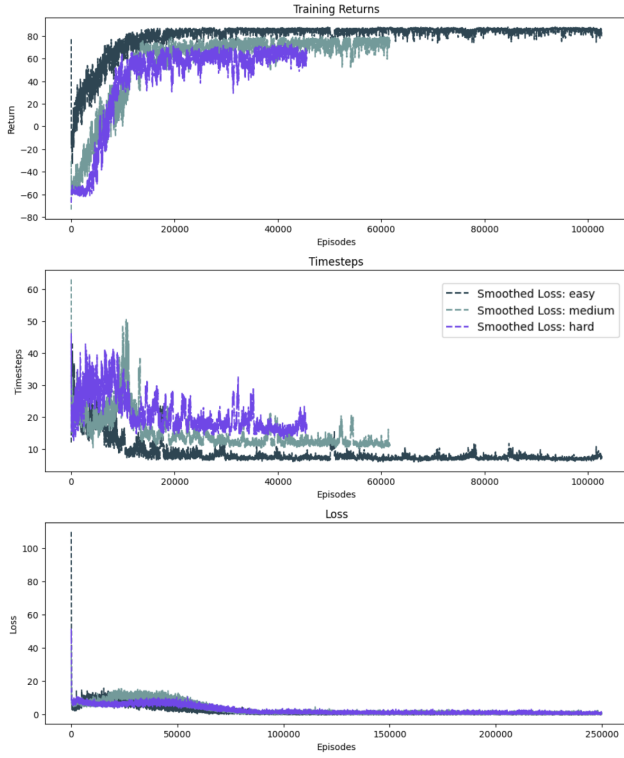 Training Returns
80
60
40
20
0
−20
−40
−60
−80
Return
0 20000 40000 60000 80000 100000
Episodes
Timesteps
60
50
40
30
20
10
Timesteps
Smoothed Loss: easy
Smoothed Loss: medium
Smoothed Loss: hard
0 20000 40000 60000 80000 100000
Episodes
Loss
100
80
60
40
20
0
Loss
0 50000 100000 150000 200000 250000
Episodes